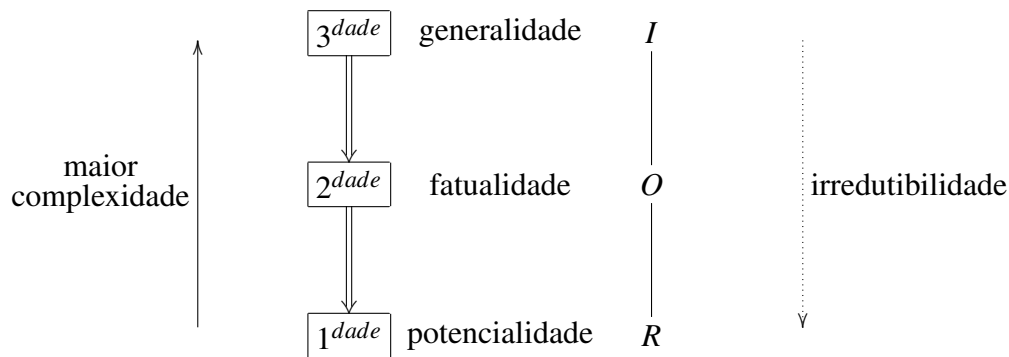 3^dade generalidade I
maior
complexidade
2^dade fatualidade O
irredutibilidade
1^dade potencialidade R